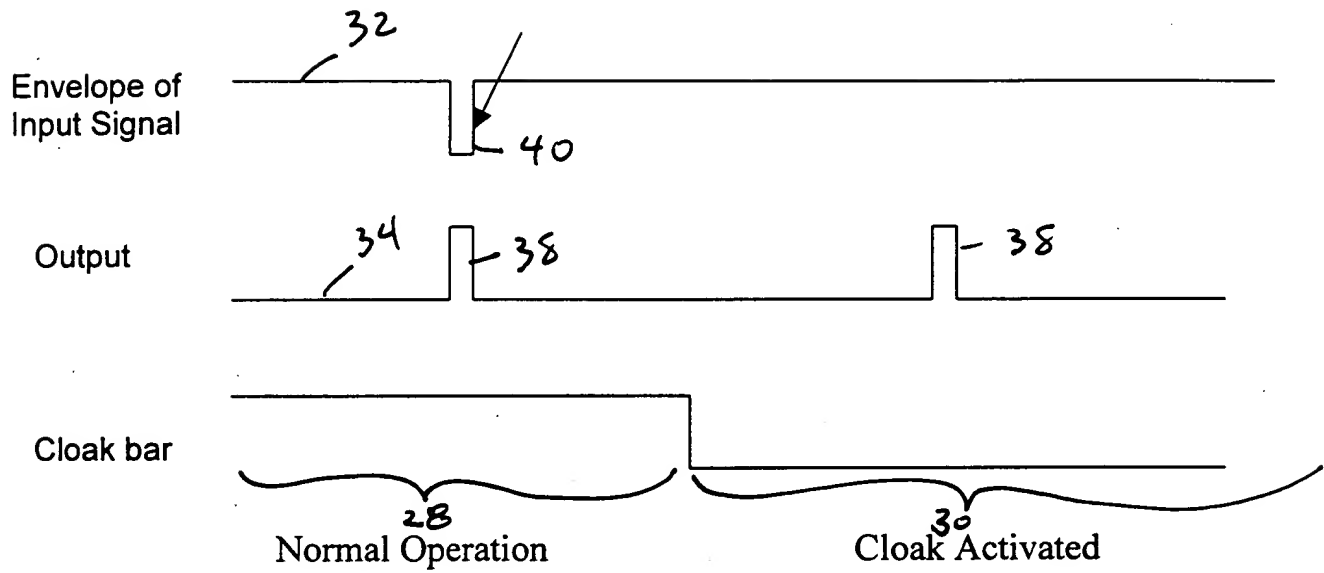 32
Envelope of
Input Signal
40
34
Output
38
38
Cloak bar
28
30
Normal Operation
Cloak Activated